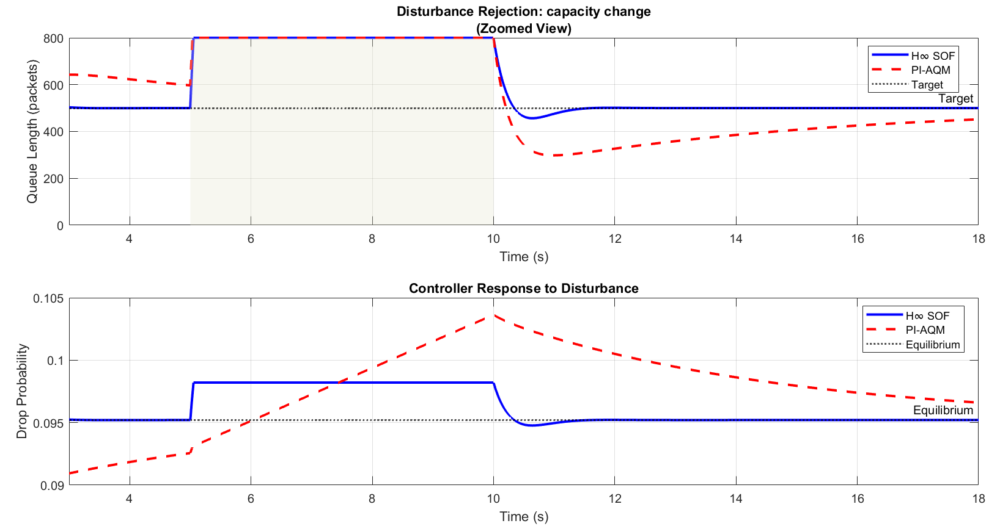 Disturbance Rejection: capacity change
(Zoomed View)
800
600
400
200
0
Queue Length (packets)
H∞ SOF
PI-AQM
Target
Target
4
6
8
10
12
14
16
18
Time (s)
Controller Response to Disturbance
0.105
0.1
0.095
0.09
Drop Probability
H∞ SOF
PI-AQM
Equilibrium
Equilibrium
4
6
8
10
12
14
16
18
Time (s)